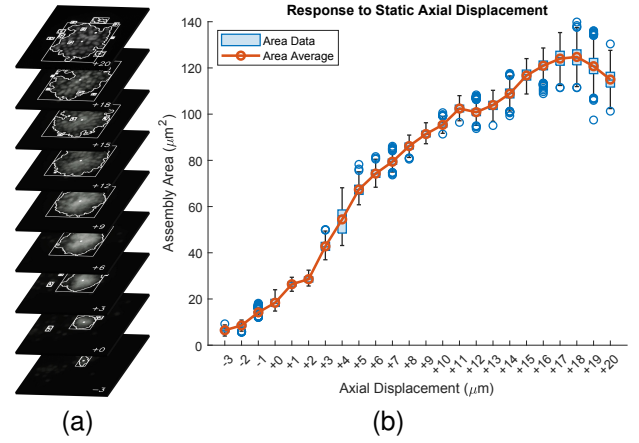 +20
+18
+15
+12
+9
+6
+3
+0
-3
(a)
Response to Static Axial Displacement
Area Data
Area Average
Assembly Area (μm²)
140
120
100
80
60
40
20
0
-3 -2 -1 +0 +1 +2 +3 +4 +5 +6 +7 +8 +9 +10 +11 +12 +13 +14 +15 +16 +17 +18 +19 +20
Axial Displacement (μm)
(b)